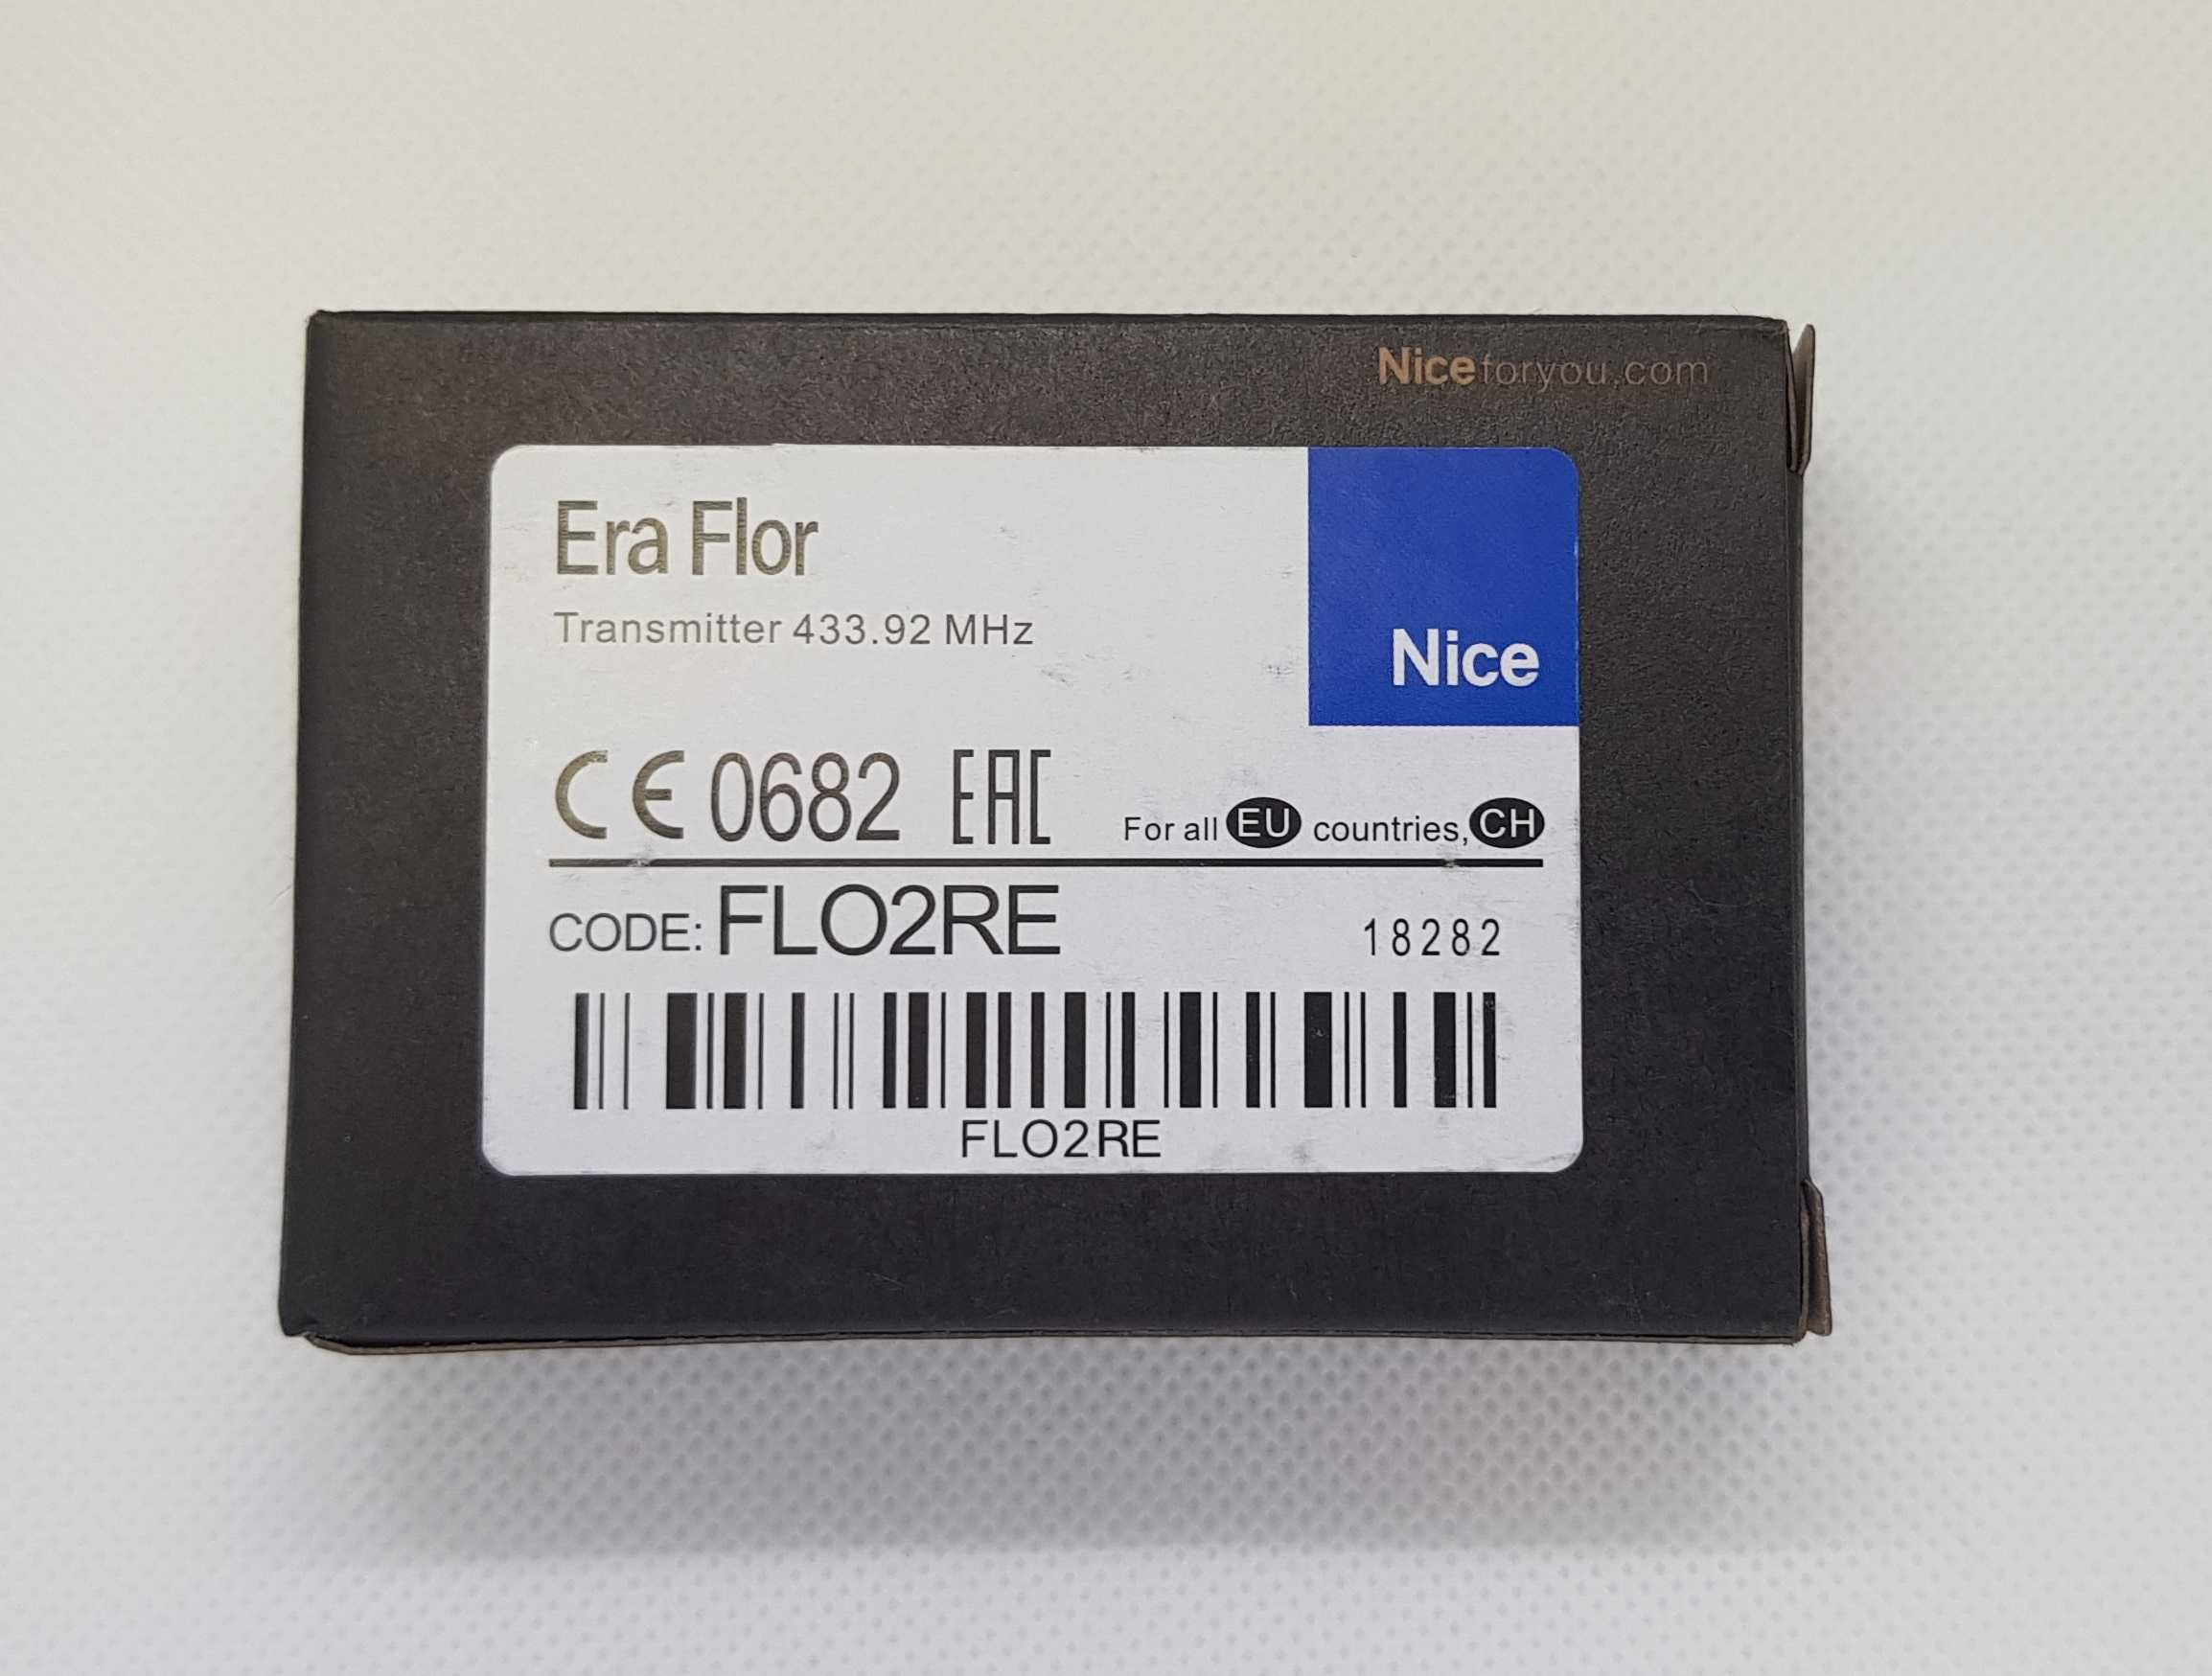 Niceforyou.com
Era Flor
Transmitter 433.92 MHz
Nice
CE 0682 EAC
For all EU countries, CH
CODE: FLO2RE
18282
FLO2RE